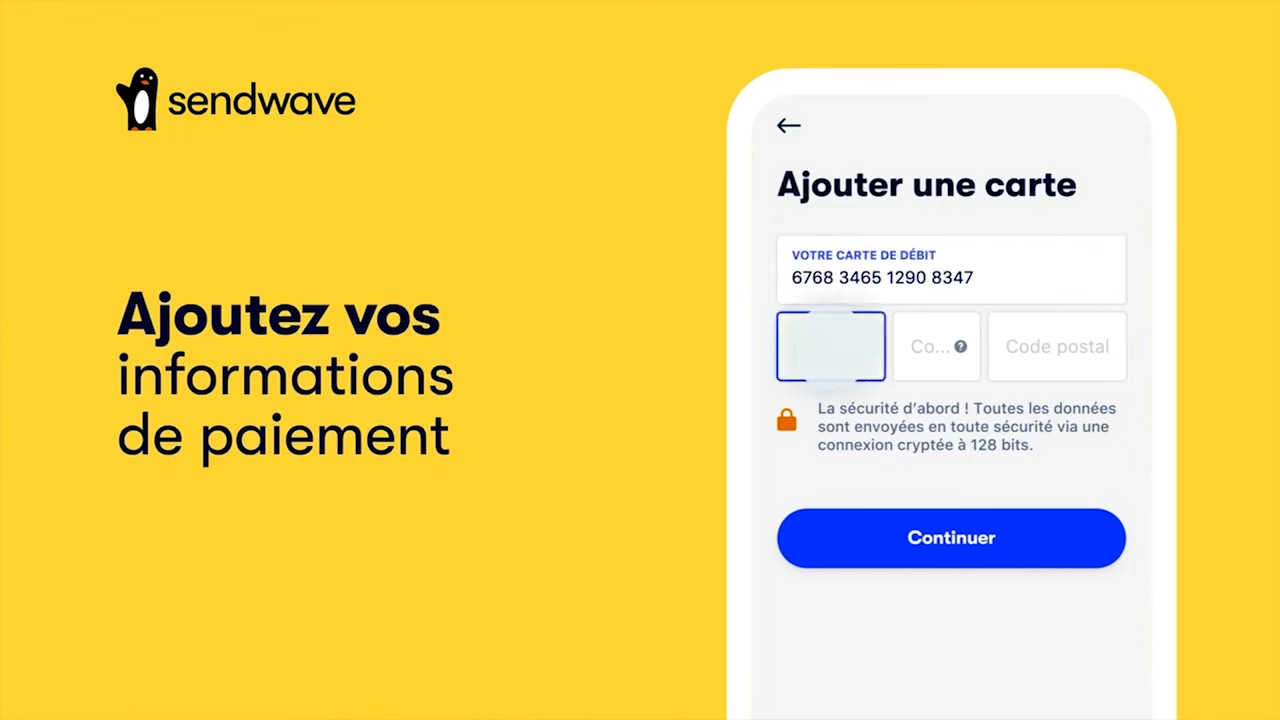 sendwave
Ajoutez vos
informations
de paiement
Ajouter une carte
VOTRE CARTE DE DÉBIT
6768 3465 1290 8347
Co...
?
Code postal
La sécurité d’abord ! Toutes les données
sont envoyées en toute sécurité via une
connexion cryptée à 128 bits.
Continuer